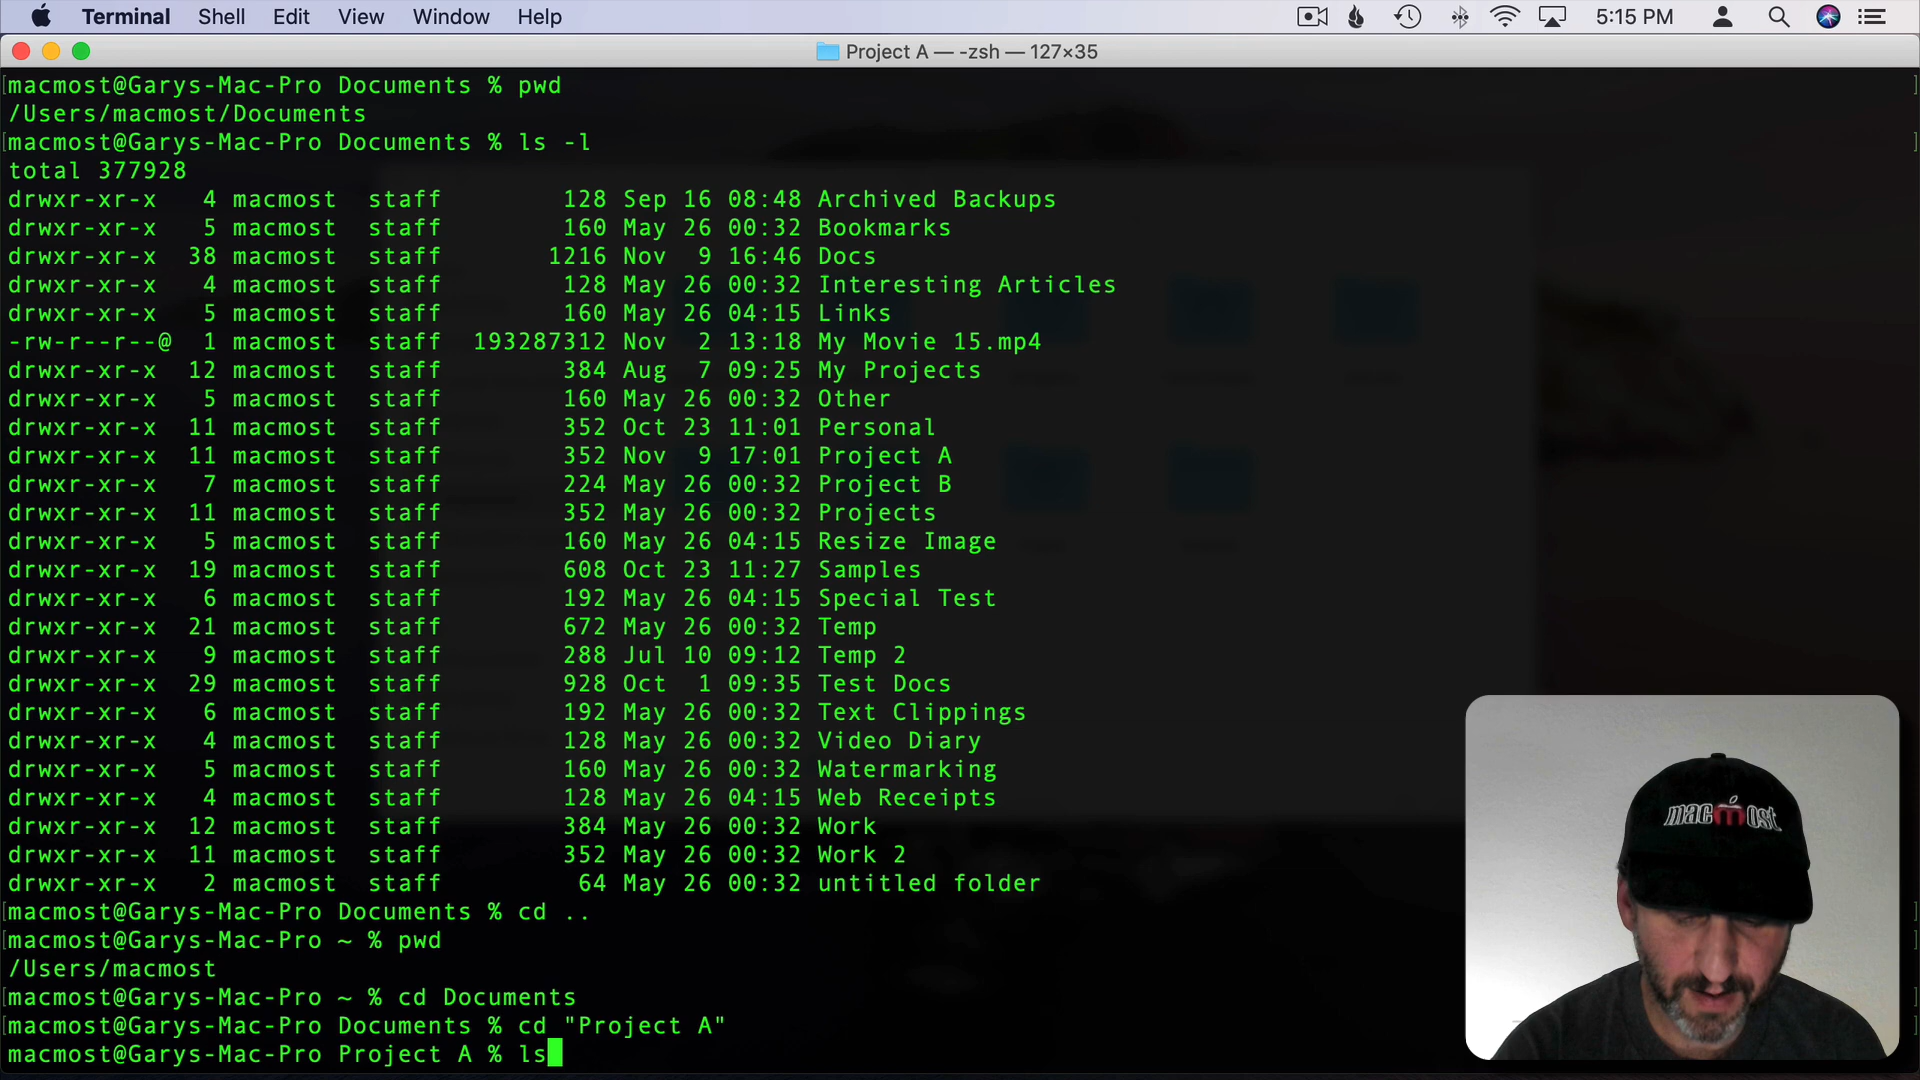 Terminal Shell Edit View Window Help 5:15 PM
Project A — -zsh — 127×35
macmost@Garys-Mac-Pro Documents % pwd
/Users/macmost/Documents
macmost@Garys-Mac-Pro Documents % ls -l
total 377928
drwxr-xr-x 4 macmost staff 128 Sep 16 08:48 Archived Backups
drwxr-xr-x 5 macmost staff 160 May 26 00:32 Bookmarks
drwxr-xr-x 38 macmost staff 1216 Nov 9 16:46 Docs
drwxr-xr-x 4 macmost staff 128 May 26 00:32 Interesting Articles
drwxr-xr-x 5 macmost staff 160 May 26 04:15 Links
-rw-r--r--@ 1 macmost staff 193287312 Nov 2 13:18 My Movie 15.mp4
drwxr-xr-x 12 macmost staff 384 Aug 7 09:25 My Projects
drwxr-xr-x 5 macmost staff 160 May 26 00:32 Other
drwxr-xr-x 11 macmost staff 352 Oct 23 11:01 Personal
drwxr-xr-x 11 macmost staff 352 Nov 9 17:01 Project A
drwxr-xr-x 7 macmost staff 224 May 26 00:32 Project B
drwxr-xr-x 11 macmost staff 352 May 26 00:32 Projects
drwxr-xr-x 5 macmost staff 160 May 26 04:15 Resize Image
drwxr-xr-x 19 macmost staff 608 Oct 23 11:27 Samples
drwxr-xr-x 6 macmost staff 192 May 26 04:15 Special Test
drwxr-xr-x 21 macmost staff 672 May 26 00:32 Temp
drwxr-xr-x 9 macmost staff 288 Jul 10 09:12 Temp 2
drwxr-xr-x 29 macmost staff 928 Oct 1 09:35 Test Docs
drwxr-xr-x 6 macmost staff 192 May 26 00:32 Text Clippings
drwxr-xr-x 4 macmost staff 128 May 26 00:32 Video Diary
drwxr-xr-x 5 macmost staff 160 May 26 00:32 Watermarking
drwxr-xr-x 4 macmost staff 128 May 26 04:15 Web Receipts
drwxr-xr-x 12 macmost staff 384 May 26 00:32 Work
drwxr-xr-x 11 macmost staff 352 May 26 00:32 Work 2
drwxr-xr-x 2 macmost staff 64 May 26 00:32 untitled folder
macmost@Garys-Mac-Pro Documents % cd ..
macmost@Garys-Mac-Pro ~ % pwd
/Users/macmost
macmost@Garys-Mac-Pro ~ % cd Documents
macmost@Garys-Mac-Pro Documents % cd "Project A"
macmost@Garys-Mac-Pro Project A % ls
macmost